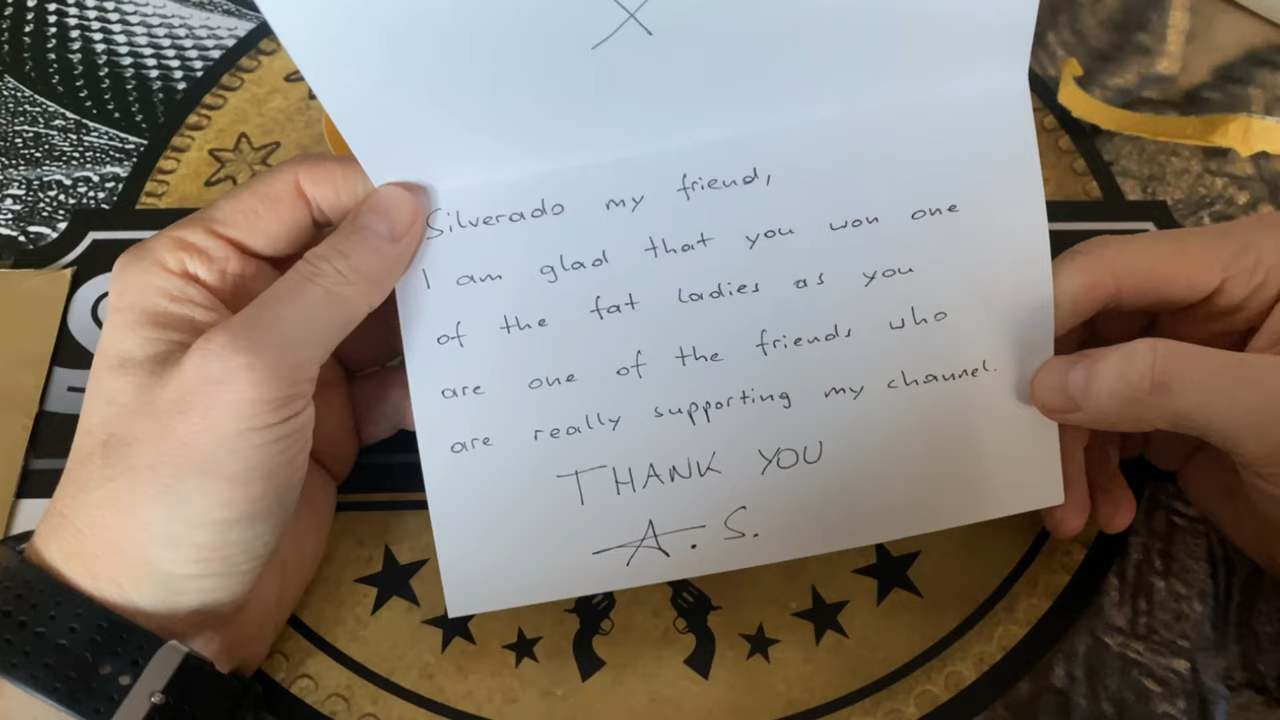 X
Silverado my friend,
I am glad that you won one
of the fat ladies as you
are one of the friends who
are really supporting my channel.
THANK YOU
A.S.